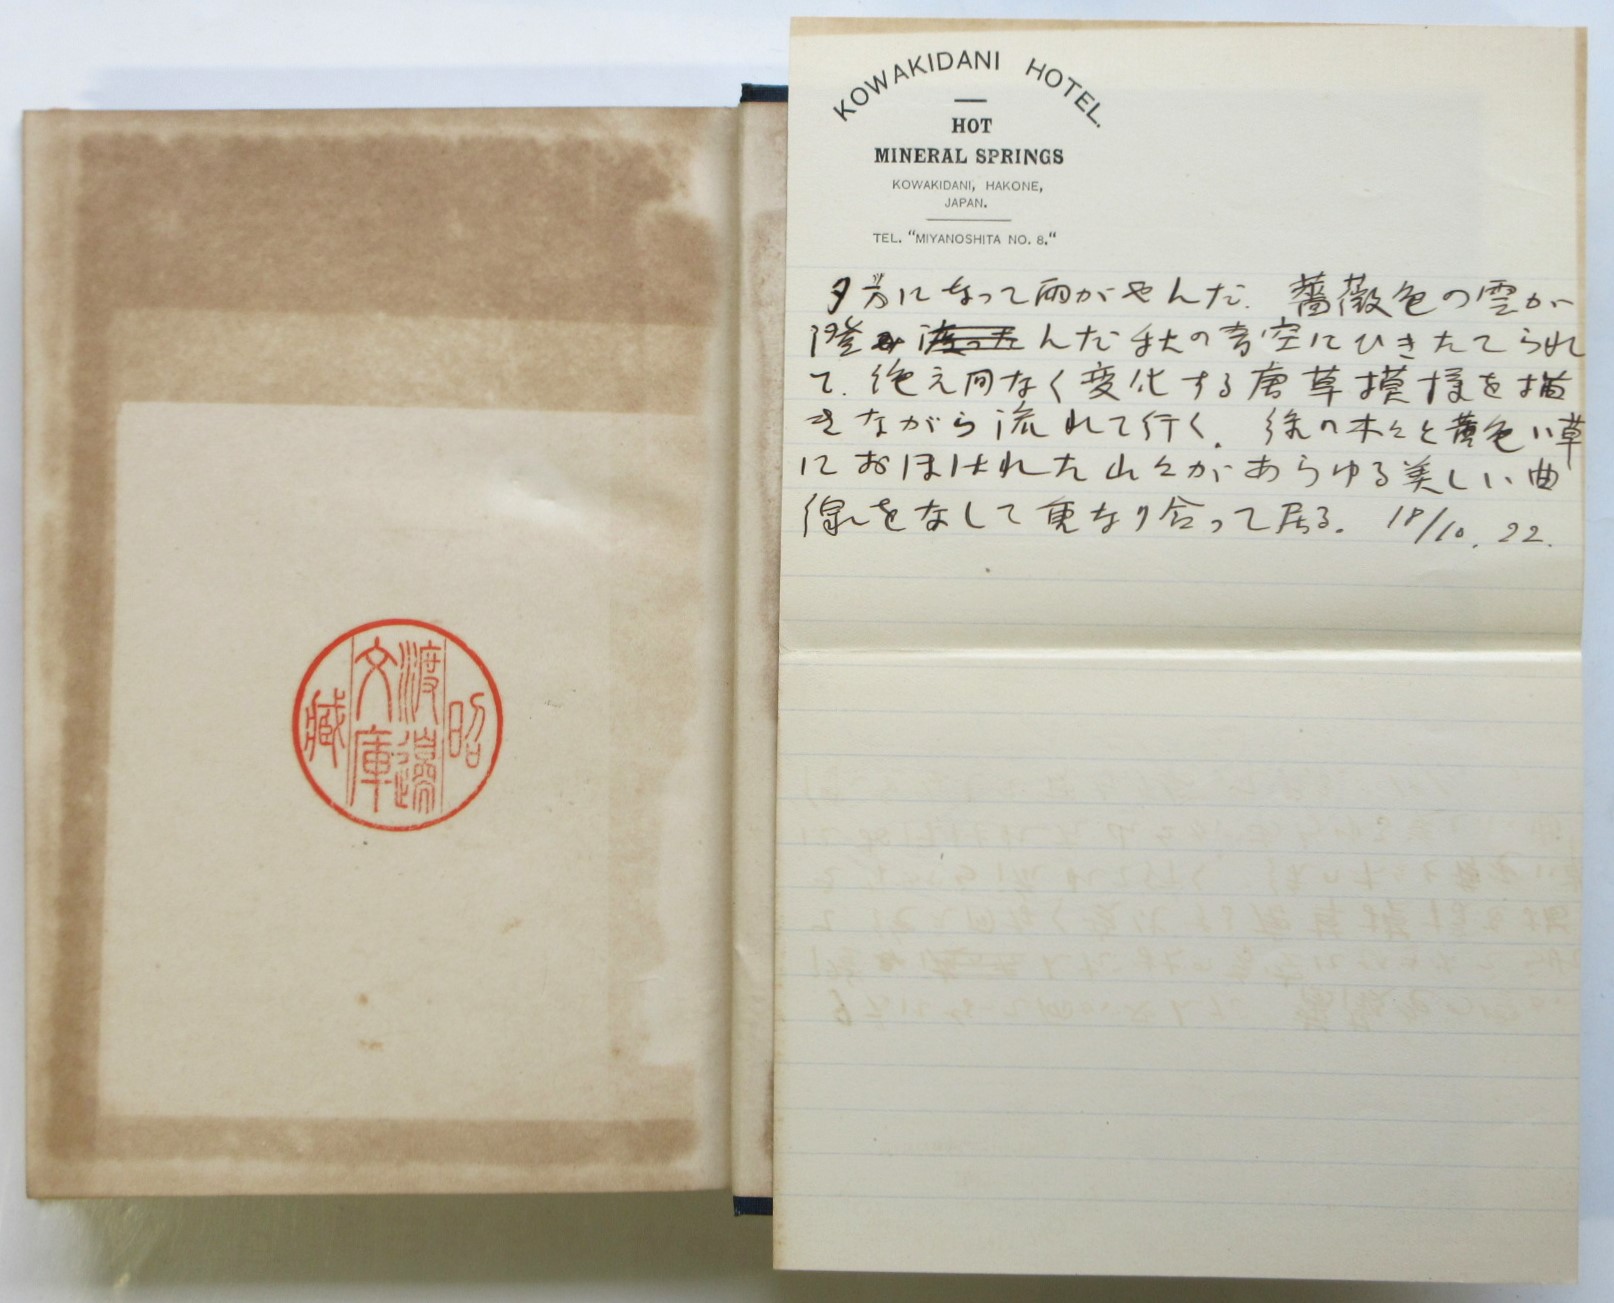 KOWAKIDANI HOTEL.
HOT
MINERAL SPRINGS
KOWAKIDANI, HAKONE,
JAPAN.
TEL. "MIYANOSHITA NO. 8."
夕方になって雨がやんだ. 薔薇色の雲が
澄み渡ったんだ秋の青空にひきたてられ
て. 絶え間なく変化する唐草摸様を描
きながら流れて行く. 緑の木々と黄色い草
におほはれた山々があらゆる美しい曲
線をなして重なり合って居る. 18/10. 22.
昭
渡邊
文庫
藏